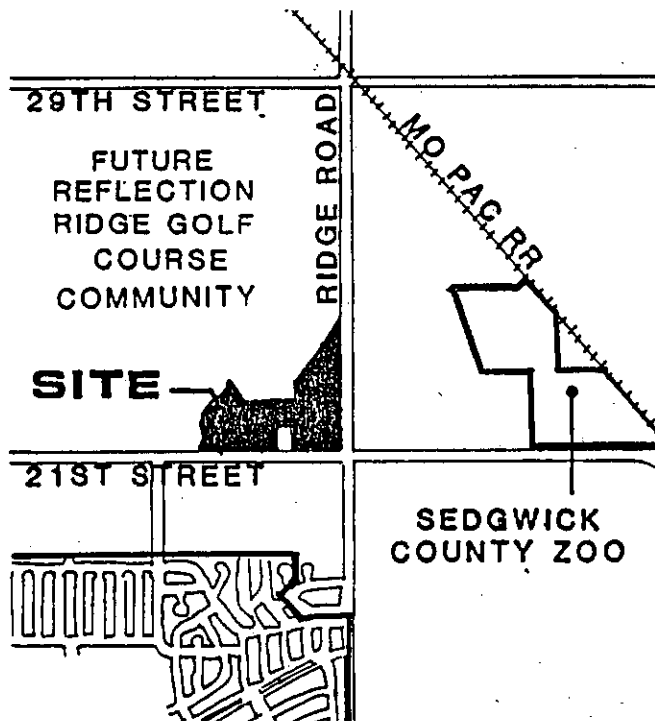 29TH STREET
FUTURE
REFLECTION
RIDGE GOLF
COURSE
COMMUNITY
RIDGE ROAD
MO PAC RR
SITE
21ST STREET
SEDGWICK
COUNTY ZOO